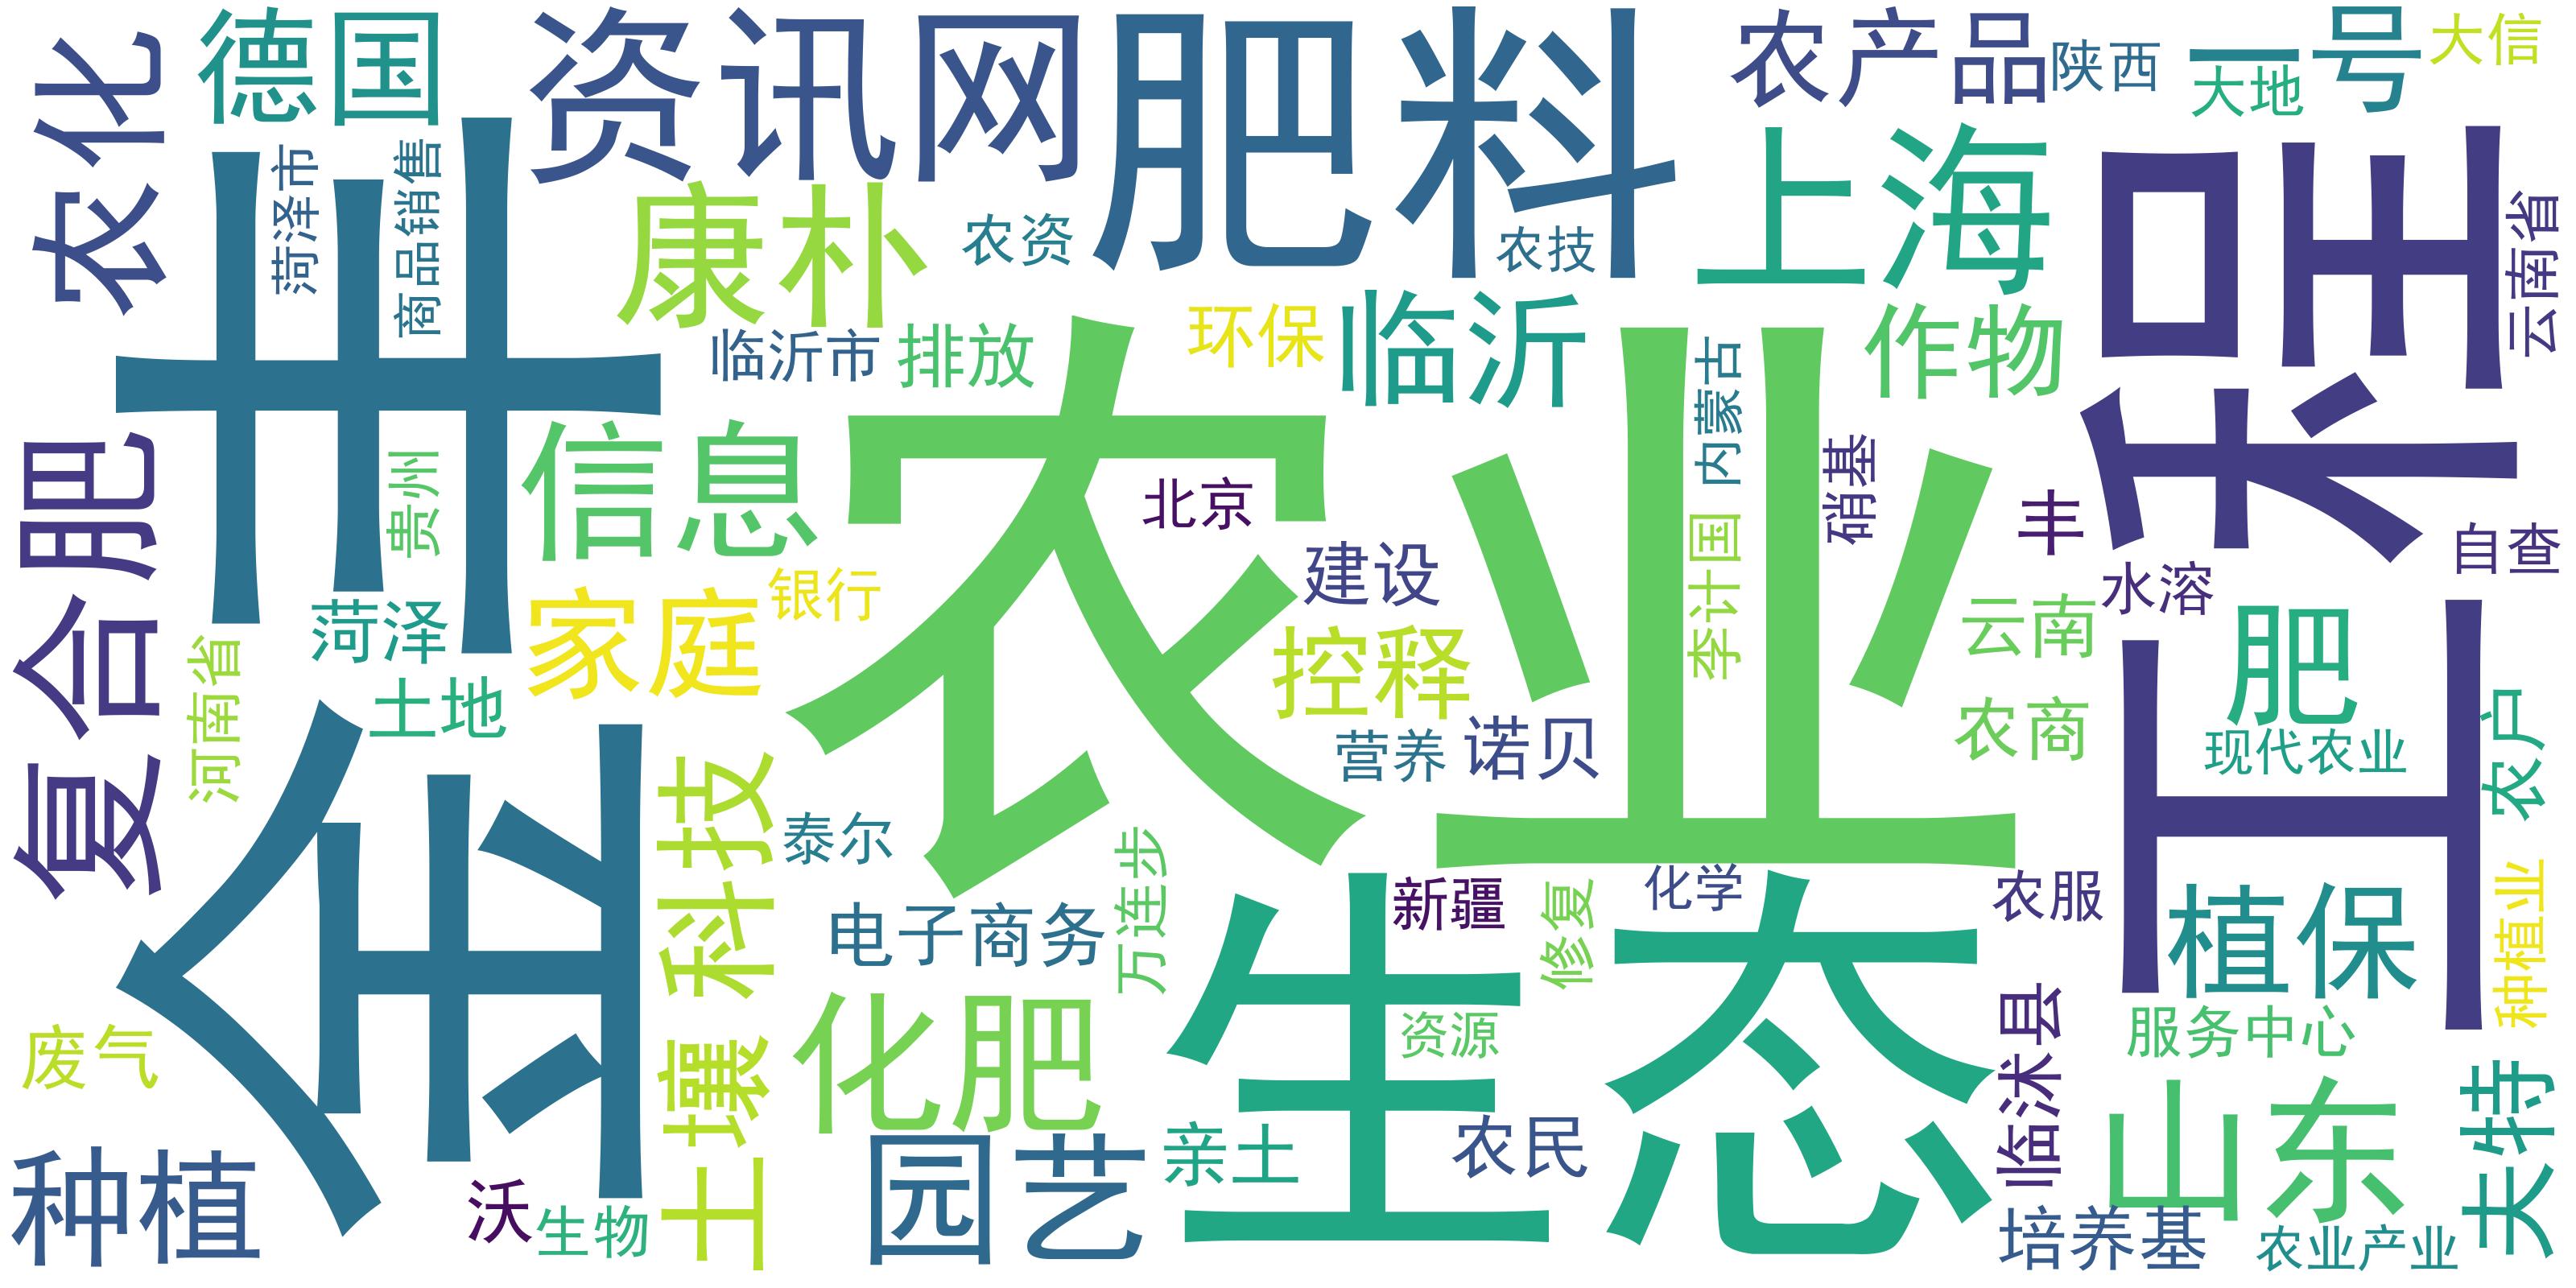 农化
德国
资讯网
肥料
农产品
陕西
一号
大地
大信
菏泽市
商品销售
金丰
康朴
农资
农技
上海
工程
云南省
临沂市
排放
环保
临沂
作物
内蒙古
复合肥
贵州
信息
农业
北京
硝基
丰
自查
菏泽
家庭
银行
建设
李计国
水溶
云南
肥
河南省
土地
控释
农商
现代农业
农户
营养
诺贝
科技
泰尔
万连步
新疆
化学
农服
植保
种植业
电子商务
修复
生态
资源
临沭县
服务中心
废气
土壤
化肥
山东
夫特
种植
沃
生物
园艺
亲土
农民
培养基
农业产业